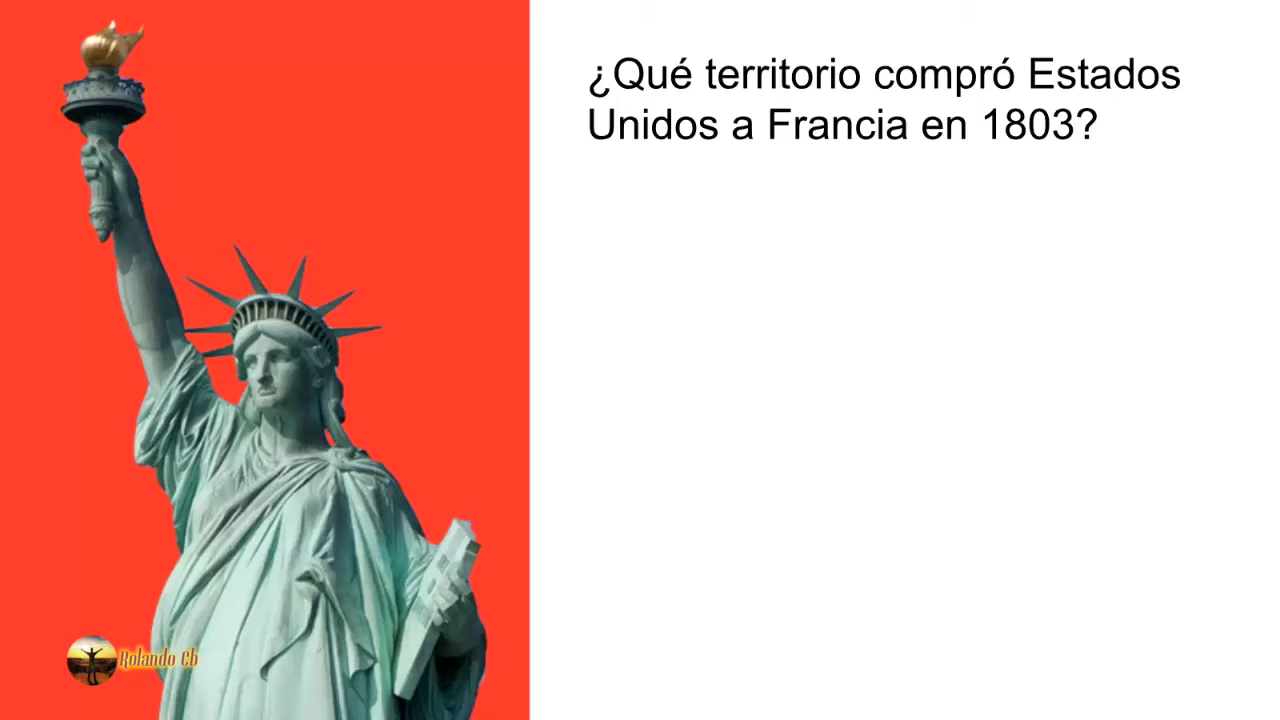 ¿Qué territorio compró Estados
Unidos a Francia en 1803?
Rolando Cb